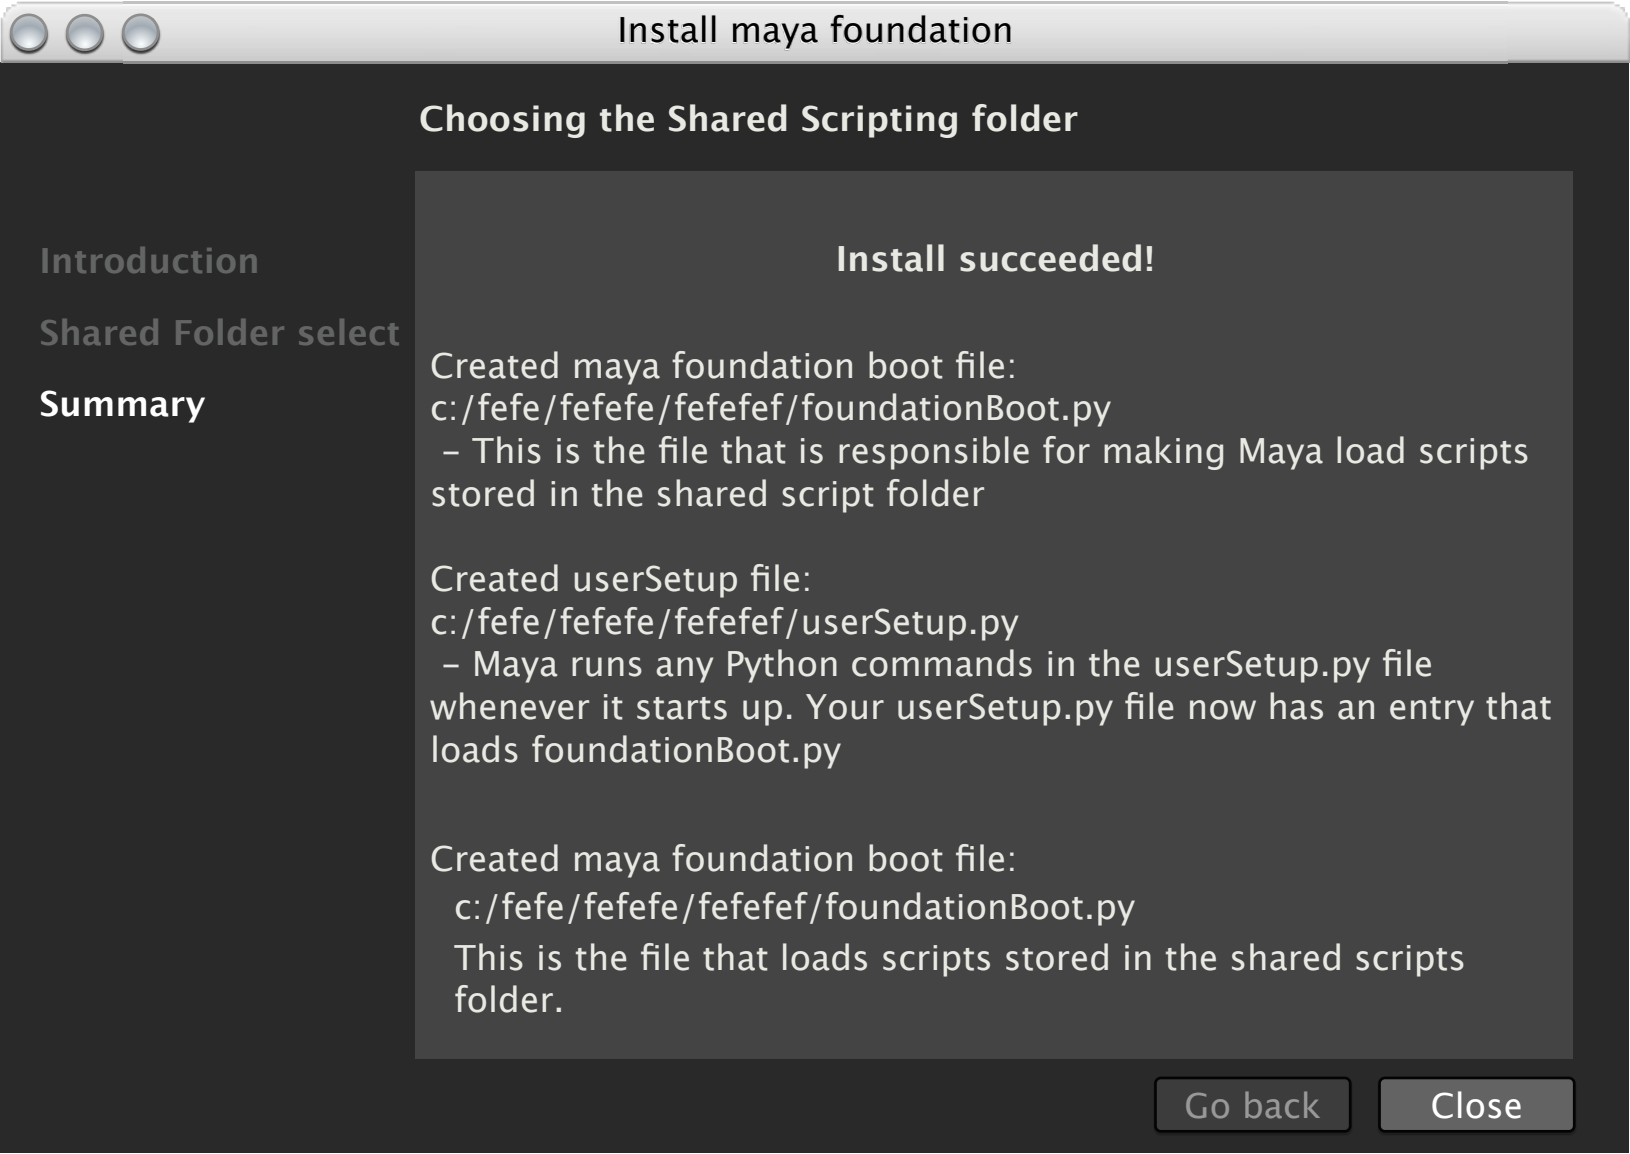 Install maya foundation
Choosing the Shared Scripting folder
Introduction
Shared Folder select
Summary
Install succeeded!
Created maya foundation boot file:
c:/fefe/fefefe/fefefef/foundationBoot.py
– This is the file that is responsible for making Maya load scripts
stored in the shared script folder
Created userSetup file:
c:/fefe/fefefe/fefefef/userSetup.py
– Maya runs any Python commands in the userSetup.py file
whenever it starts up. Your userSetup.py file now has an entry that
loads foundationBoot.py
Created maya foundation boot file:
c:/fefe/fefefe/fefefef/foundationBoot.py
This is the file that loads scripts stored in the shared scripts
folder.
Go back
Close